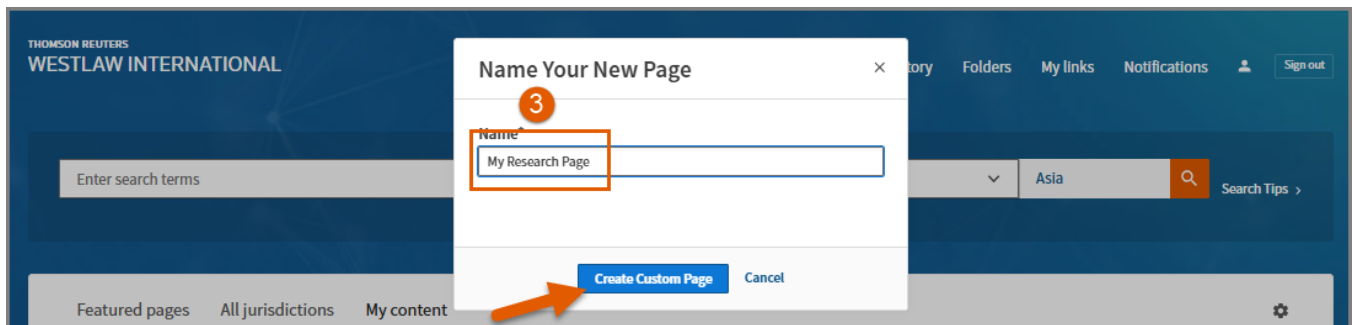 THOMSON REUTERS
WESTLAW INTERNATIONAL
tory Folders My links Notifications Sign out
Name Your New Page ×
3
Name*
My Research Page
Enter search terms Asia Search Tips >
Create Custom Page Cancel
Featured pages All jurisdictions My content